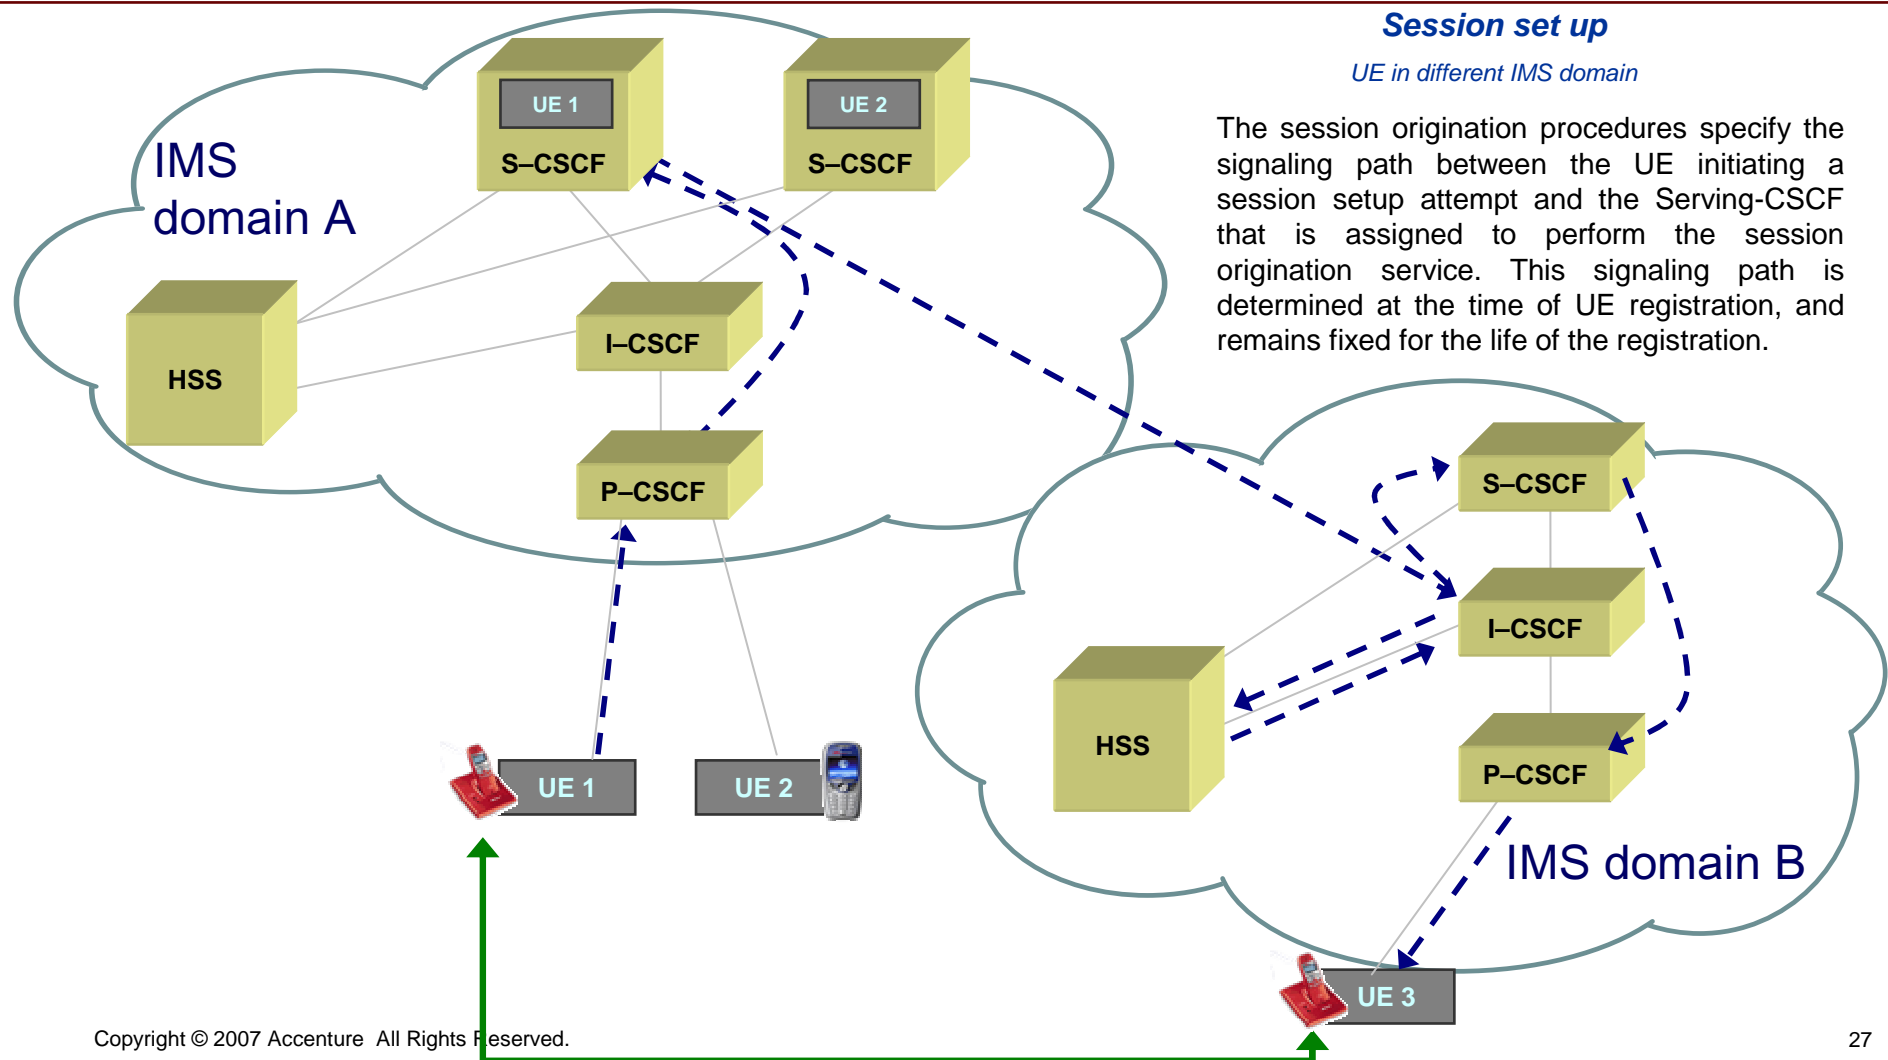 Session set up
UE in different IMS domain
The session origination procedures specify the
signaling path between the UE initiating a
session setup attempt and the Serving-CSCF
that is assigned to perform the session
origination service. This signaling path is
determined at the time of UE registration, and
remains fixed for the life of the registration.
IMS
domain A
UE 1
S–CSCF
UE 2
S–CSCF
I–CSCF
HSS
P–CSCF
UE 1
UE 2
S–CSCF
I–CSCF
HSS
P–CSCF
IMS domain B
UE 3
Copyright © 2007 Accenture All Rights Reserved.
27